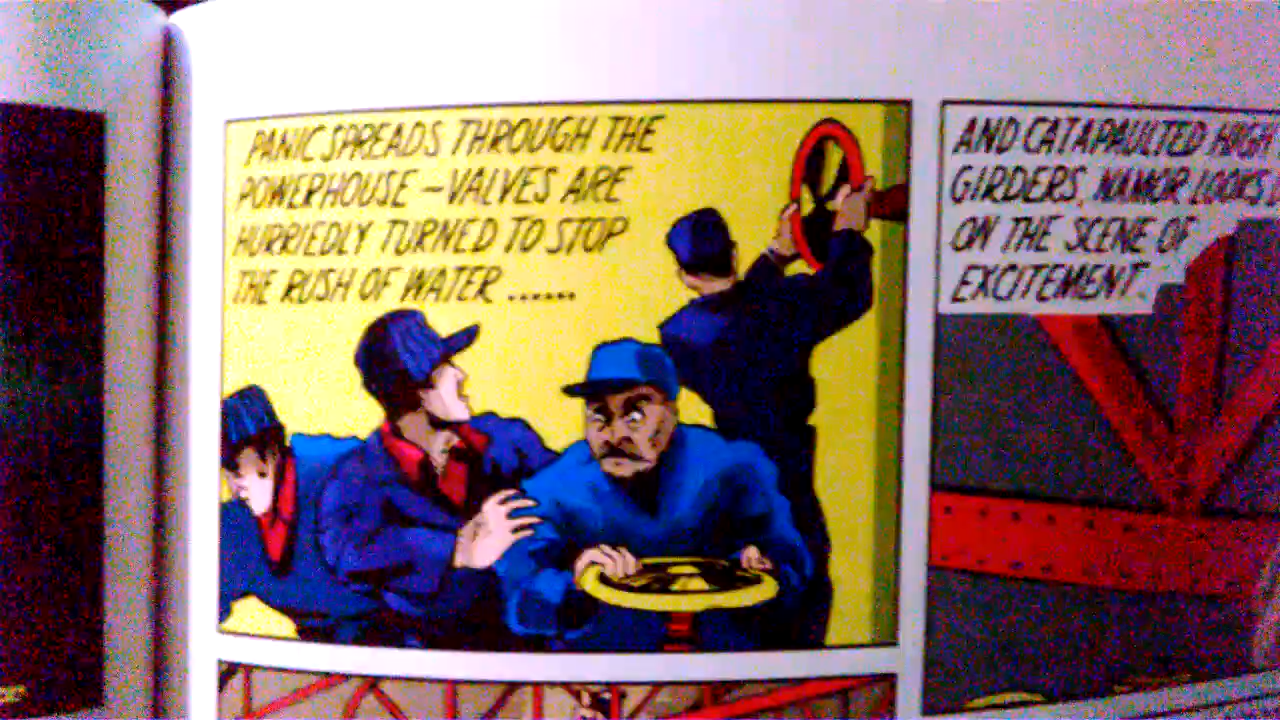 PANIC SPREADS THROUGH THE
POWERHOUSE - VALVES ARE
HURRIEDLY TURNED TO STOP
THE RUSH OF WATER ......
AND CATAPAULTED HIGH
GIRDERS, NAMOR LOOKS
ON THE SCENE OF
EXCITEMENT.